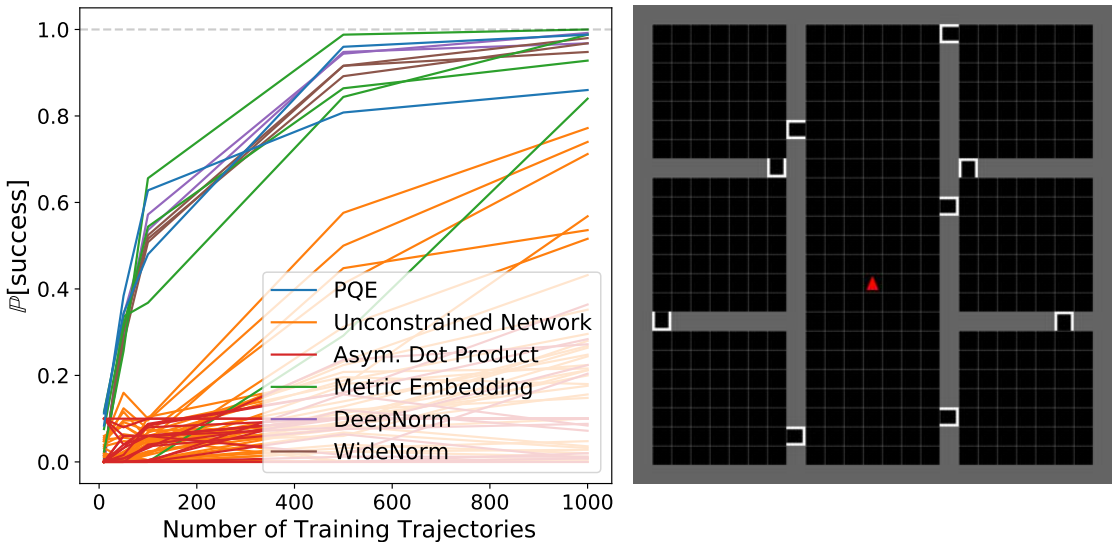 ℙ[success]
1.0
0.8
0.6
0.4
0.2
0.0
PQE
Unconstrained Network
Asym. Dot Product
Metric Embedding
DeepNorm
WideNorm
0 200 400 600 800 1000
Number of Training Trajectories